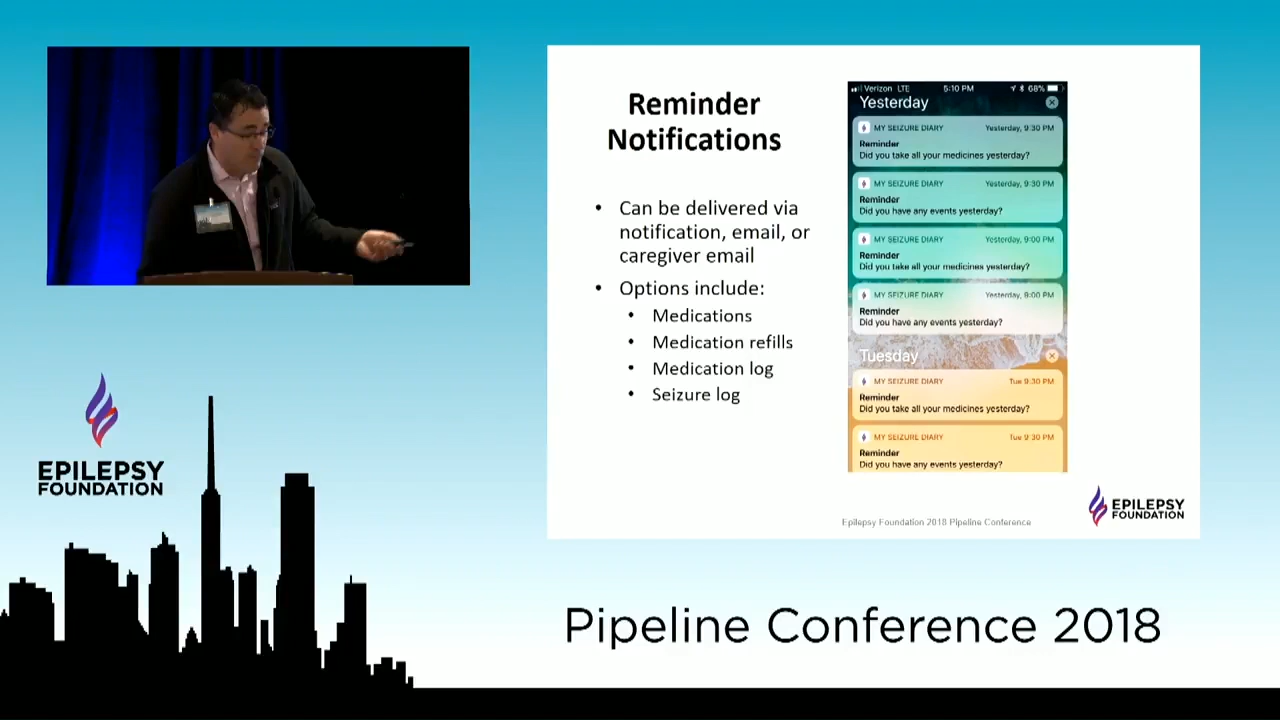 Reminder
Notifications
• Can be delivered via
notification, email, or
caregiver email
• Options include:
• Medications
• Medication refills
• Medication log
• Seizure log
Verizon LTE 5:10 PM 68%
Yesterday
MY SEIZURE DIARY Yesterday, 9:30 PM
Reminder
Did you take all your medicines yesterday?
MY SEIZURE DIARY Yesterday, 9:30 PM
Reminder
Did you have any events yesterday?
MY SEIZURE DIARY Yesterday, 9:00 PM
Reminder
Did you take all your medicines yesterday?
MY SEIZURE DIARY Yesterday, 8:00 PM
Reminder
Did you have any events yesterday?
Tuesday
MY SEIZURE DIARY Tue 9:30 PM
Reminder
Did you take all your medicines yesterday?
MY SEIZURE DIARY Tue 9:30 PM
Reminder
Did you have any events yesterday?
Epilepsy Foundation 2018 Pipeline Conference
EPILEPSY
FOUNDATION
EPILEPSY
FOUNDATION
Pipeline Conference 2018